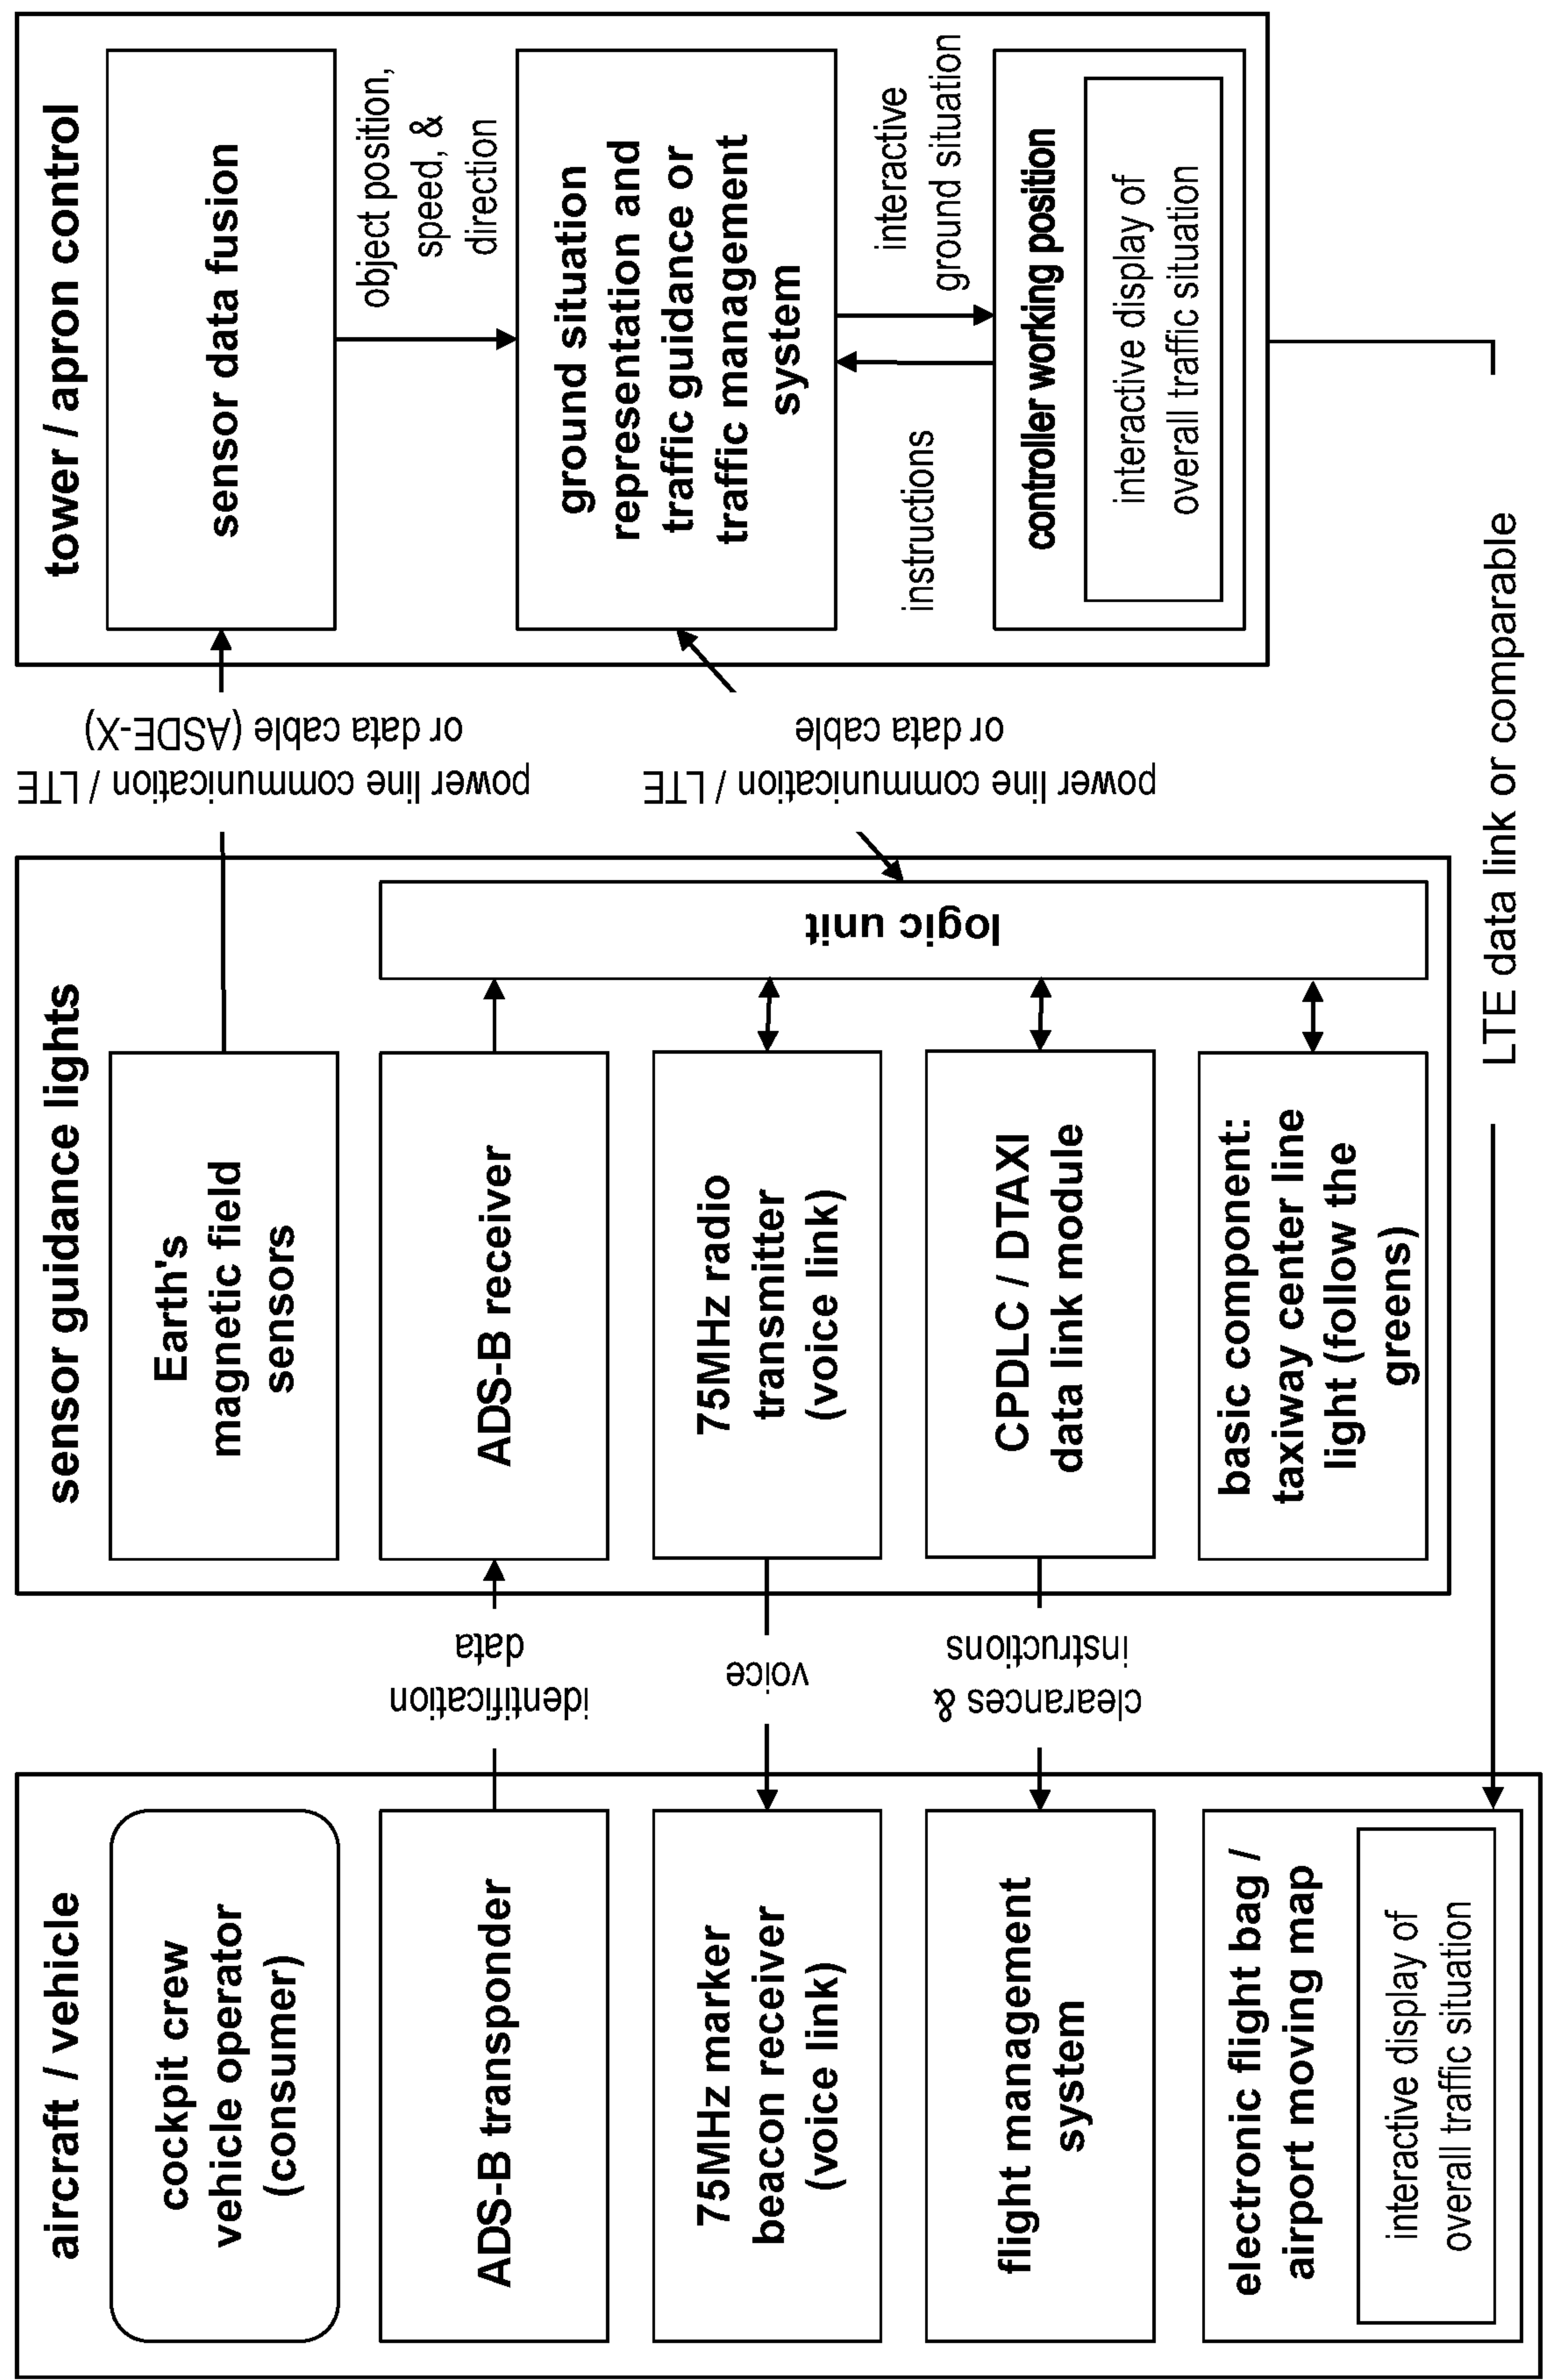 aircraft / vehicle
cockpit crew
vehicle operator
(consumer)
ADS-B transponder
75MHz marker
beacon receiver
(voice link)
flight management
system
electronic flight bag /
airport moving map
interactive display of
overall traffic situation
identification
data
voice
clearances &
instructions
sensor guidance lights
Earth's
magnetic field
sensors
ADS-B receiver
75MHz radio
transmitter
(voice link)
CPDLC / DTAXI
data link module
basic component:
taxiway center line
light (follow the
greens)
logic unit
power line communication / LTE
or data cable (ASDE-X)
power line communication / LTE
or data cable
tower / apron control
sensor data fusion
object position,
speed, &
direction
ground situation
representation and
traffic guidance or
traffic management
system
instructions
interactive
ground situation
controller working position
interactive display of
overall traffic situation
LTE data link or comparable